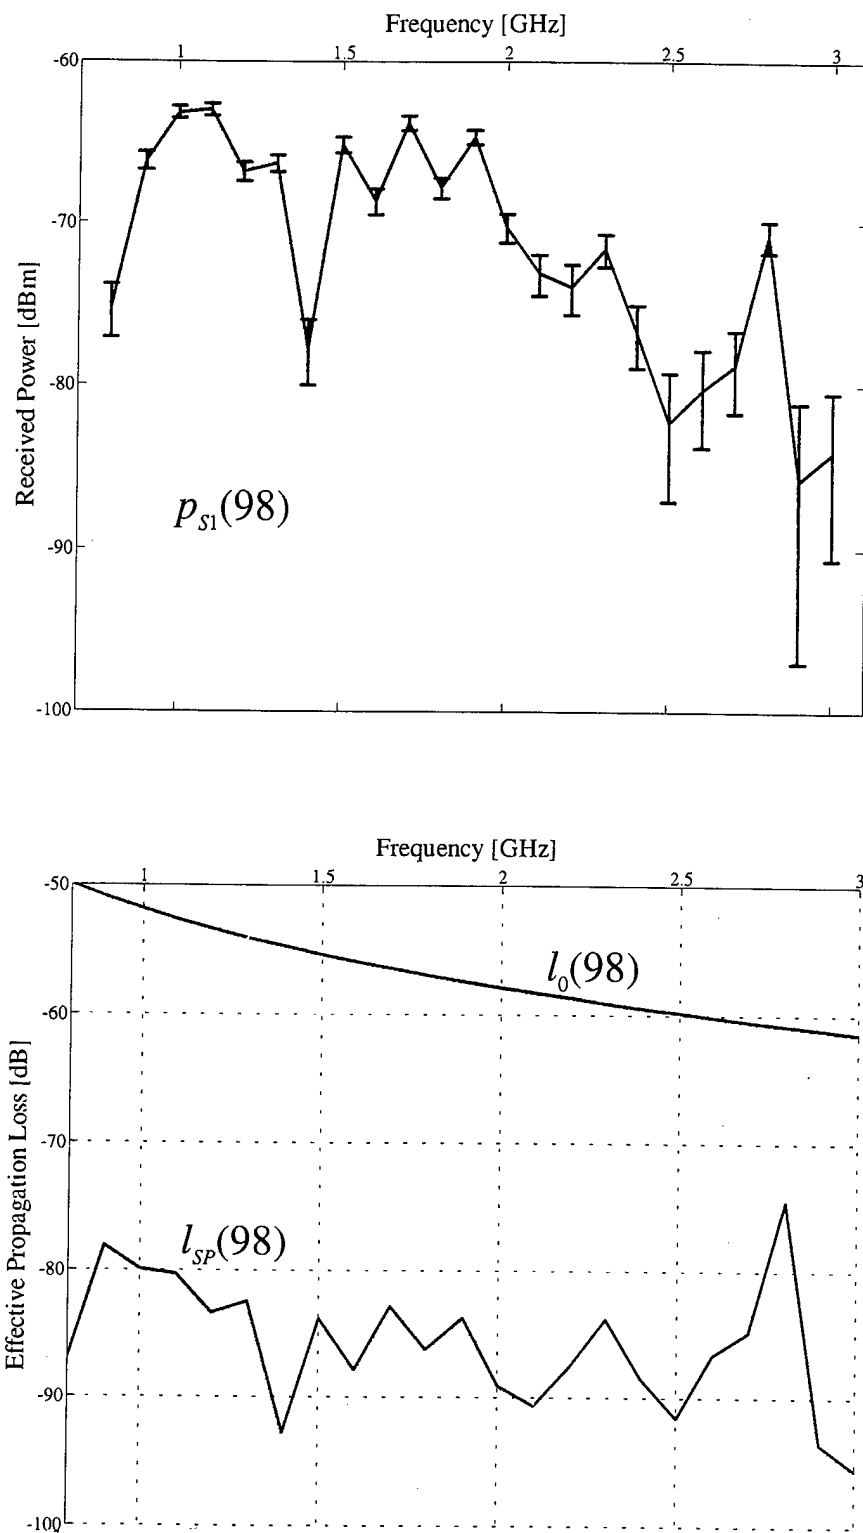 Frequency [GHz]
1 1.5 2 2.5 3
-60
-70
-80
-90
-100
Received Power [dBm]
p_{S1}(98)
Frequency [GHz]
1 1.5 2 2.5 3
-50
-60
-70
-80
-90
-100
Effective Propagation Loss [dB]
l_0(98)
l_{SP}(98)